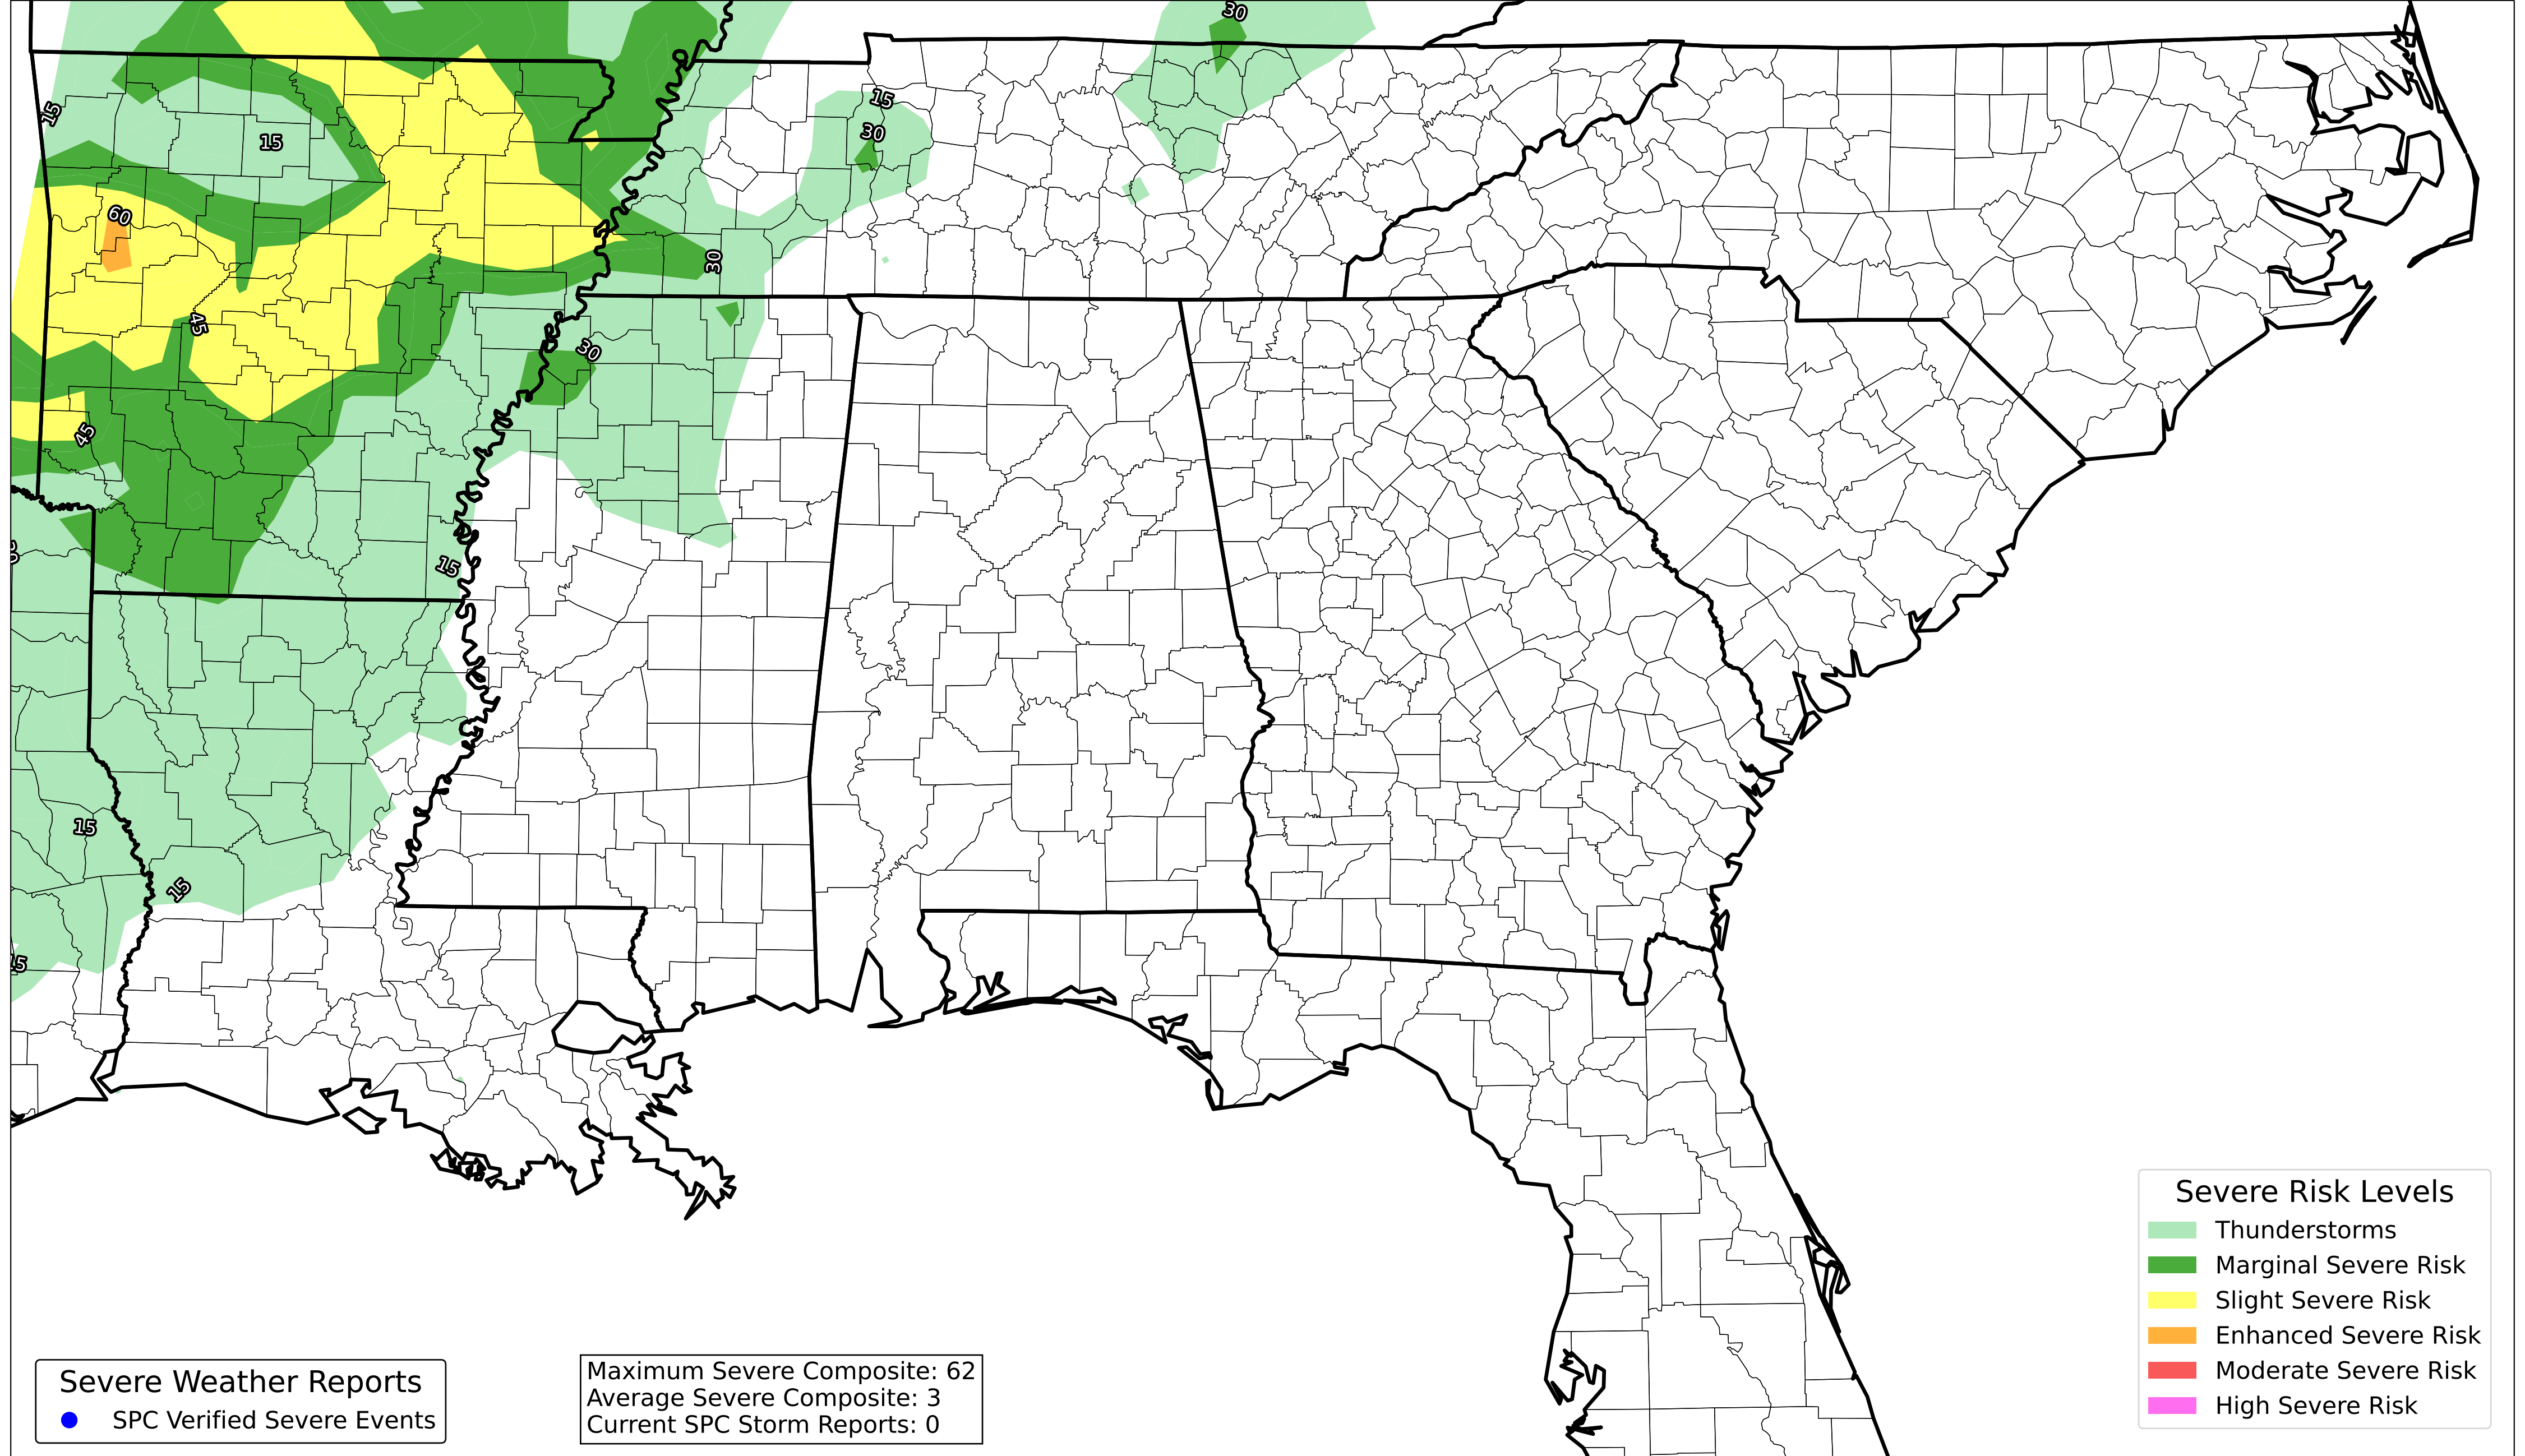 30
15
15
15
30
60
30
45
30
45
15
15
15
15
Severe Risk Levels
Thunderstorms
Marginal Severe Risk
Slight Severe Risk
Enhanced Severe Risk
Moderate Severe Risk
High Severe Risk
Severe Weather Reports
SPC Verified Severe Events
Maximum Severe Composite: 62
Average Severe Composite: 3
Current SPC Storm Reports: 0